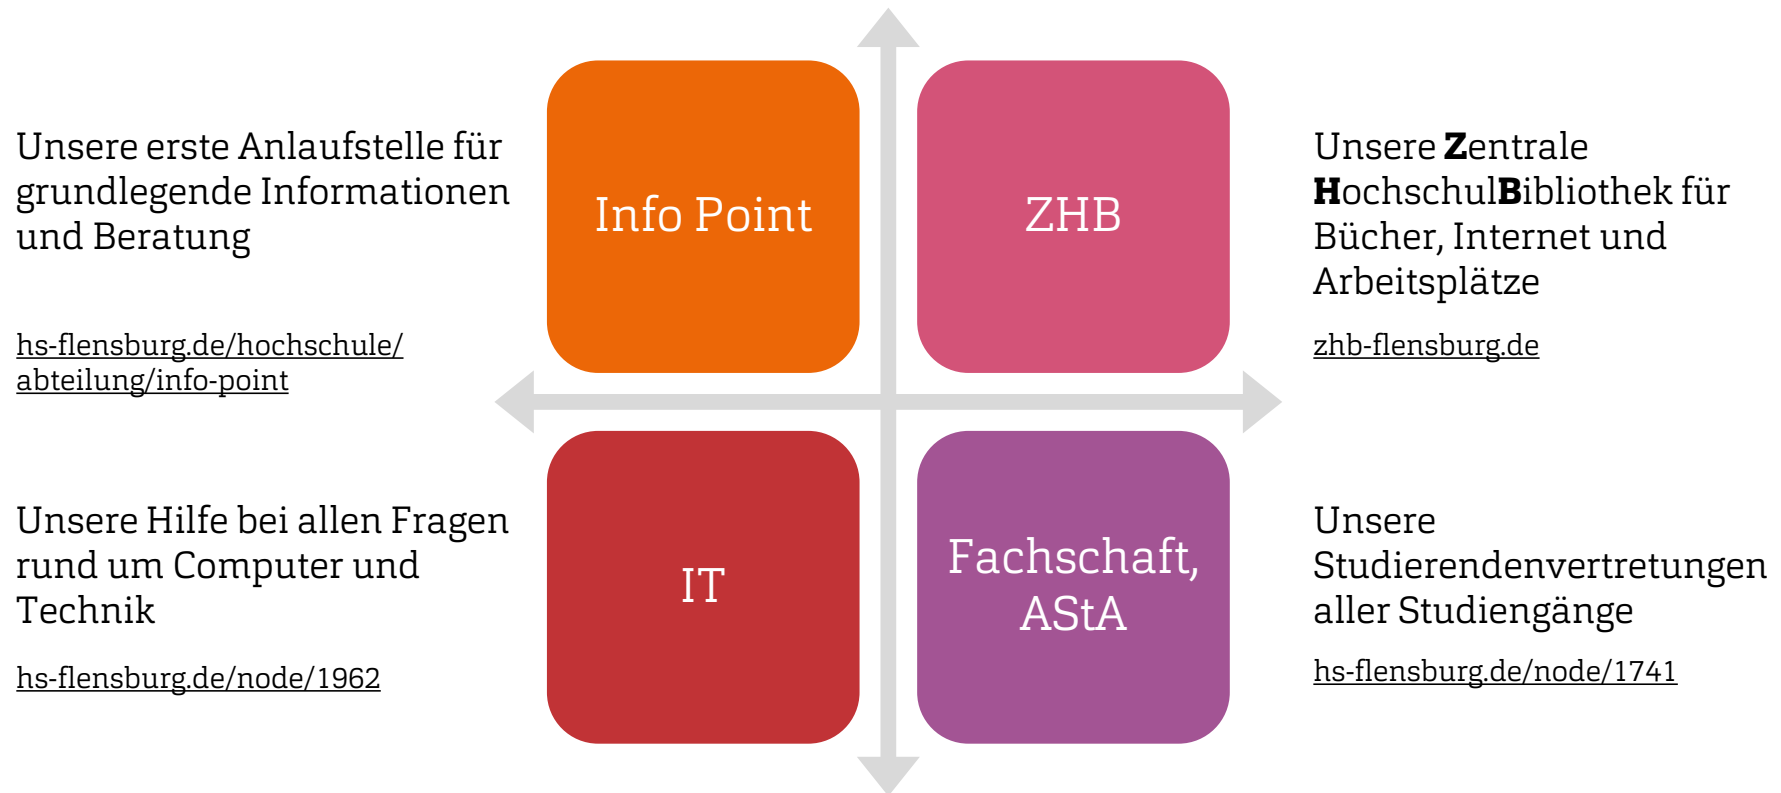 Unsere erste Anlaufstelle für
grundlegende Informationen
und Beratung
hs-flensburg.de/hochschule/
abteilung/info-point
Info Point
ZHB
Unsere Zentrale
HochschulBibliothek für
Bücher, Internet und
Arbeitsplätze
zhb-flensburg.de
Unsere Hilfe bei allen Fragen
rund um Computer und
Technik
hs-flensburg.de/node/1962
IT
Fachschaft,
AStA
Unsere
Studierendenvertretungen
aller Studiengänge
hs-flensburg.de/node/1741